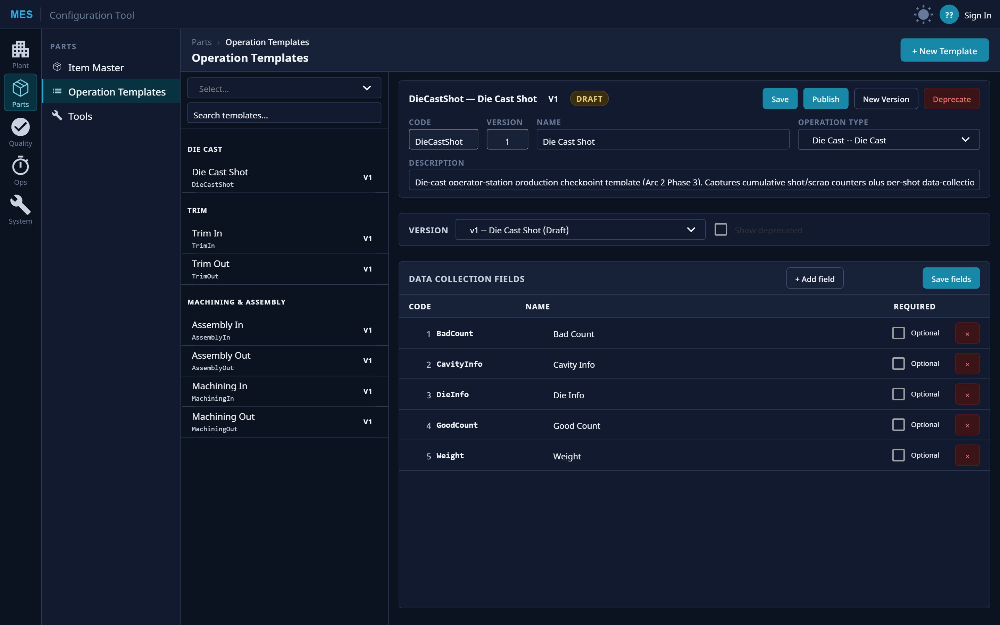 MES
Configuration Tool
??
Sign In
Plant
Parts
Quality
Ops
System
PARTS
Item Master
Operation Templates
Tools
Parts › Operation Templates
Operation Templates
+ New Template
Select...
Search templates...
DIE CAST
Die Cast Shot
DieCastShot
V1
TRIM
Trim In
TrimIn
V1
Trim Out
TrimOut
V1
MACHINING & ASSEMBLY
Assembly In
AssemblyIn
V1
Assembly Out
AssemblyOut
V1
Machining In
MachiningIn
V1
Machining Out
MachiningOut
V1
DieCastShot — Die Cast Shot V1 DRAFT
Save
Publish
New Version
Deprecate
CODE VERSION NAME OPERATION TYPE
DieCastShot 1 Die Cast Shot Die Cast -- Die Cast
DESCRIPTION
Die-cast operator-station production checkpoint template (Arc 2 Phase 3). Captures cumulative shot/scrap counters plus per-shot data-collectio
VERSION v1 -- Die Cast Shot (Draft) Show deprecated
DATA COLLECTION FIELDS + Add field Save fields
CODE NAME REQUIRED
1 BadCount Bad Count Optional ×
2 CavityInfo Cavity Info Optional ×
3 DieInfo Die Info Optional ×
4 GoodCount Good Count Optional ×
5 Weight Weight Optional ×